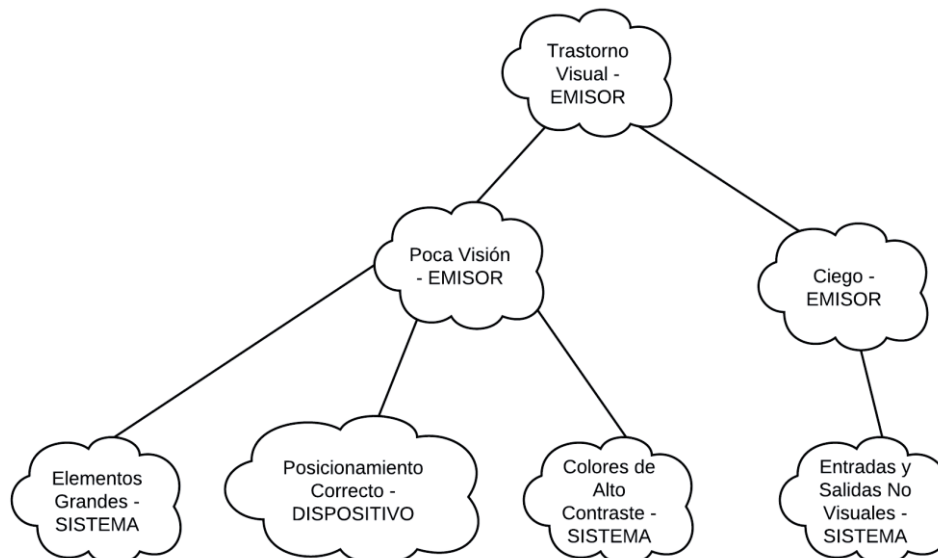 Trastorno
Visual -
EMISOR
Poca Visión
- EMISOR
Ciego -
EMISOR
Elementos
Grandes -
SISTEMA
Posicionamiento
Correcto -
DISPOSITIVO
Colores de
Alto
Contraste -
SISTEMA
Entradas y
Salidas No
Visuales -
SISTEMA